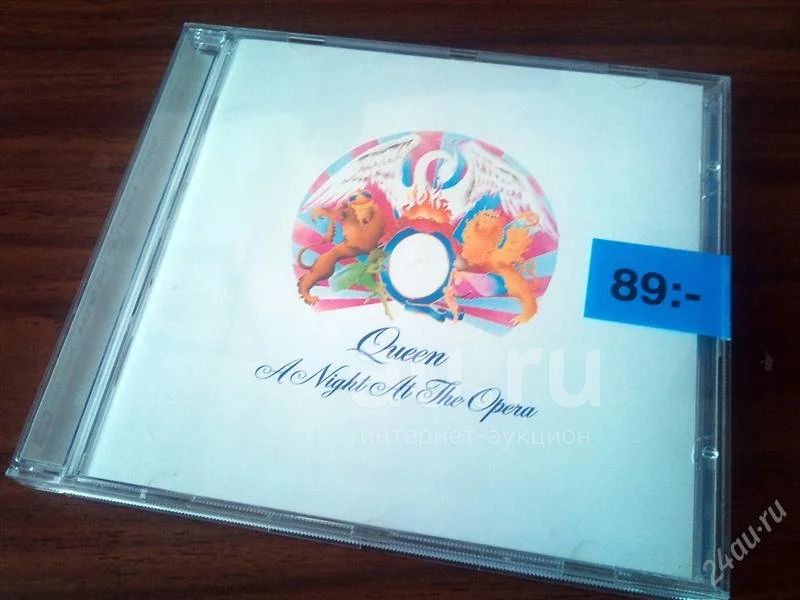 89:-
Queen
A Night At The Opera
au.ru
интернет-аукцион
24au.ru